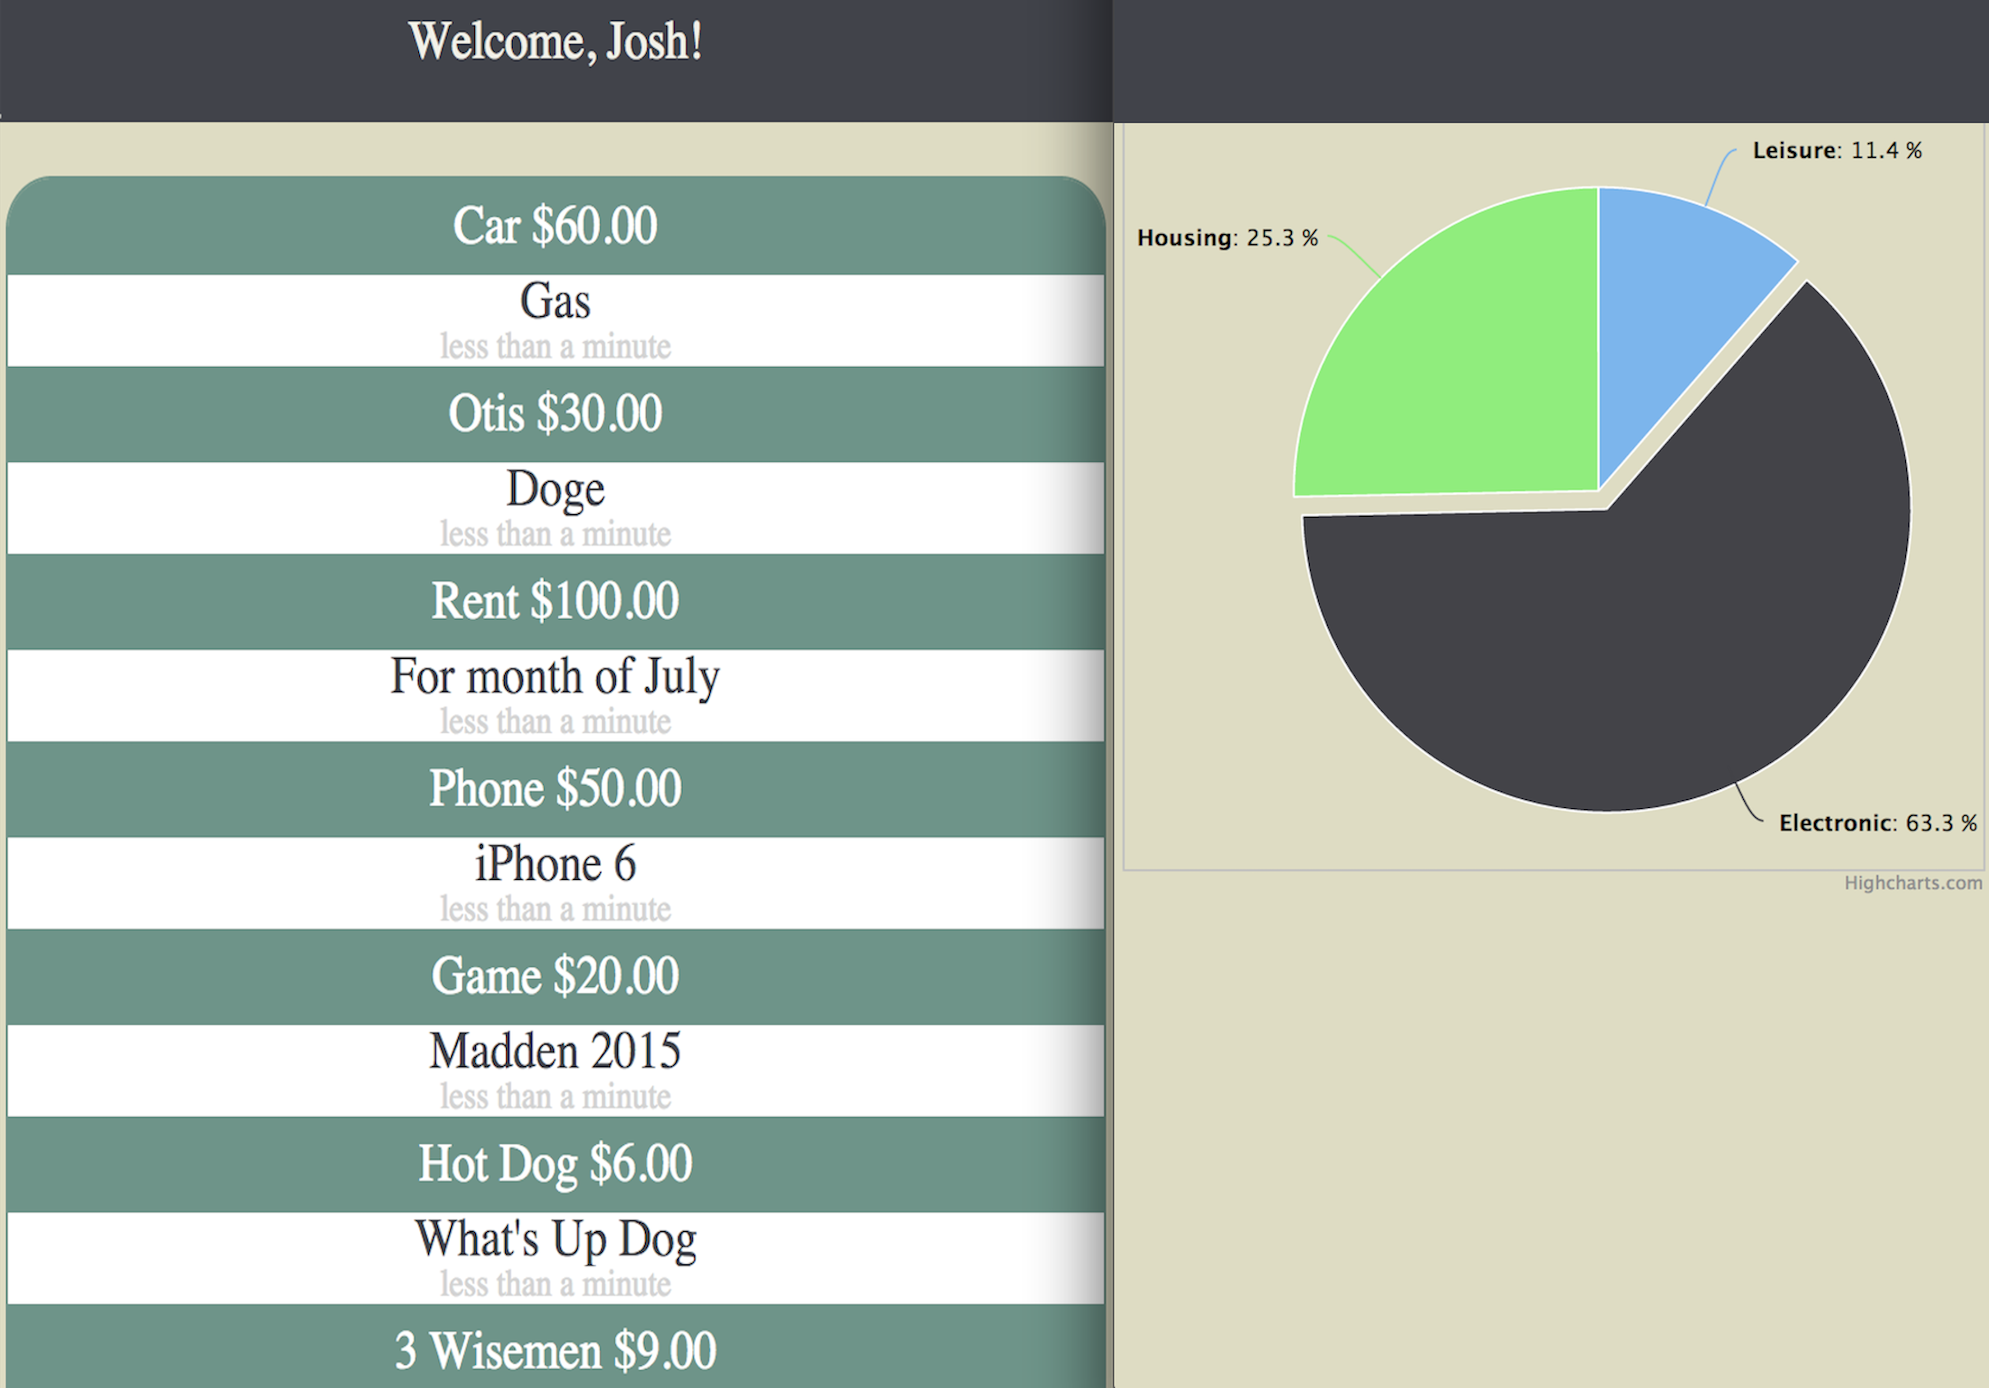 Welcome, Josh!
Car $60.00
Gas
less than a minute
Otis $30.00
Doge
less than a minute
Rent $100.00
For month of July
less than a minute
Phone $50.00
iPhone 6
less than a minute
Game $20.00
Madden 2015
less than a minute
Hot Dog $6.00
What's Up Dog
less than a minute
3 Wisemen $9.00
Leisure: 11.4 %
Housing: 25.3 %
Electronic: 63.3 %
Highcharts.com